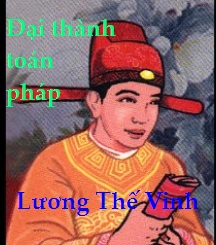 Đại thành
toán
pháp
Lương Thế Vinh